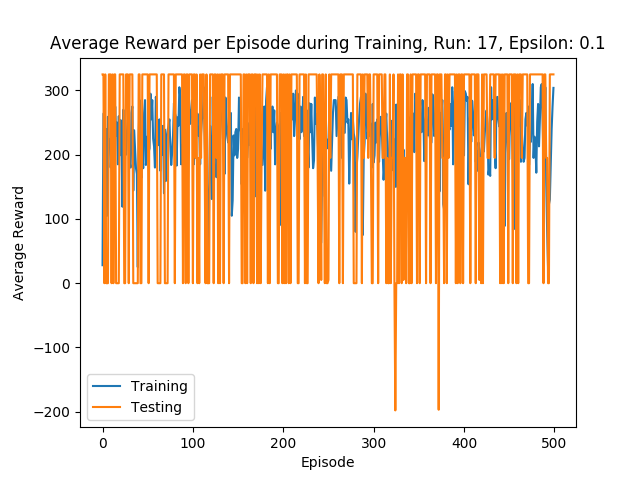 Average Reward per Episode during Training, Run: 17, Epsilon: 0.1
Average Reward
300
200
100
0
−100
−200
Training
Testing
0 100 200 300 400 500
Episode